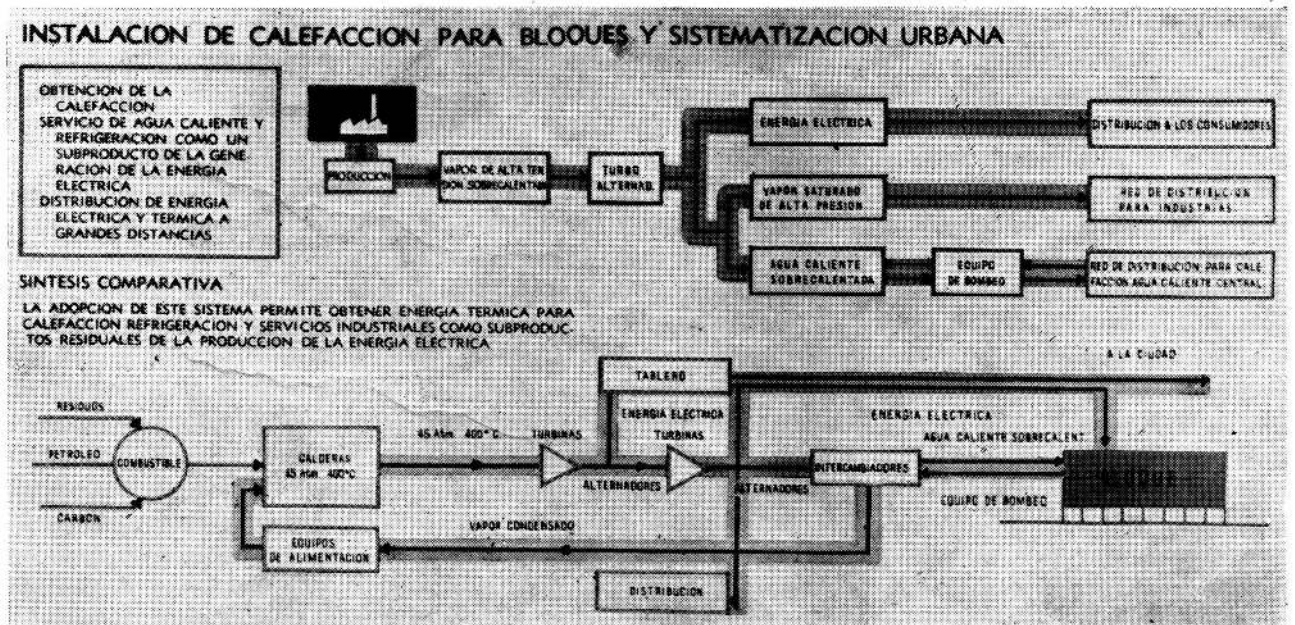 INSTALACION DE CALEFACCION PARA BLOQUES Y SISTEMATIZACION URBANA
OBTENCION DE LA
CALEFACCION
SERVICIO DE AGUA CALIENTE Y
REFRIGERACION COMO UN
SUBPRODUCTO DE LA GENE
RACION DE LA ENERGIA
ELECTRICA
DISTRIBUCION DE ENERGIA
ELECTRICA Y TERMICA A
GRANDES DISTANCIAS
PRODUCCION
VAPOR DE ALTA TEN
SION SOBRECALENTADO
TURBO
ALTERNAB.
ENERGIA ELECTRICA
DISTRIBUCION A LOS CONSUMIDORES
VAPOR SATURADO
DE ALTA PRESION
RED DE DISTRIBUCION
PARA INDUSTRIAS
AGUA CALIENTE
SOBRECALENTADA
EQUIPO
DE BOMBEO
RED DE DISTRIBUCION PARA CALE
FACCION AGUA CALIENTE CENTRAL
SINTESIS COMPARATIVA
LA ADOPCION DE ESTE SISTEMA PERMITE OBTENER ENERGIA TERMICA PARA
CALEFACCION REFRIGERACION Y SERVICIOS INDUSTRIALES COMO SUBPRODUC-
TOS RESIDUALES DE LA PRODUCCION DE LA ENERGIA ELECTRICA
A LA CIUDAD
TABLERO
RESIDUOS
PETROLEO
CARBON
COMBUSTIBLE
CALDERAS
45 Atm 400°C
45 Atm 400°C
TURBINAS
ENERGIA ELECTRICA
TURBINAS
ALTERNADORES
ALTERNADORES
INTERCAMBIADORES
ENERGIA ELECTRICA
AGUA CALIENTE SOBRECALENT
BLOQUE
EQUIPO DE BOMBEO
VAPOR CONDENSADO
EQUIPOS
DE ALIMENTACION
DISTRIBUCION